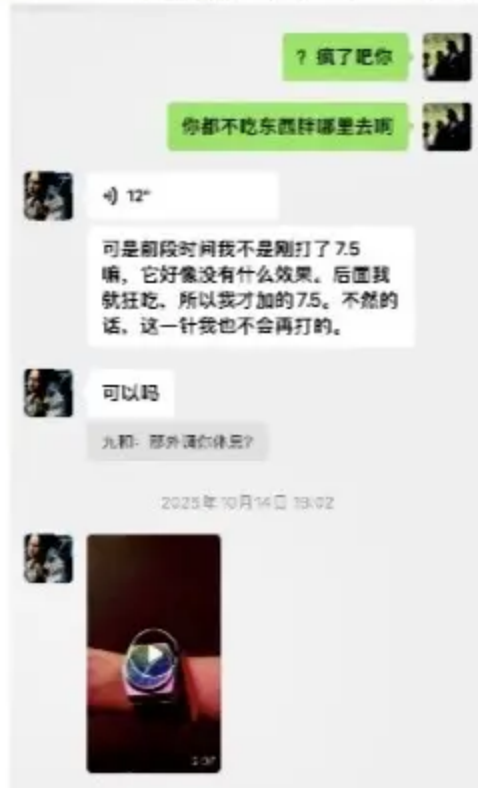 ？疯了吧你
你都不吃东西胖哪里去啊
12"
可是前段时间我不是刚打了 7.5
嘛，它好像没有什么效果。后面我
就狂吃、所以我才加的 7.5。不然的
话，这一针我也不会再打的。
可以吗
2025年10月14日 19:02